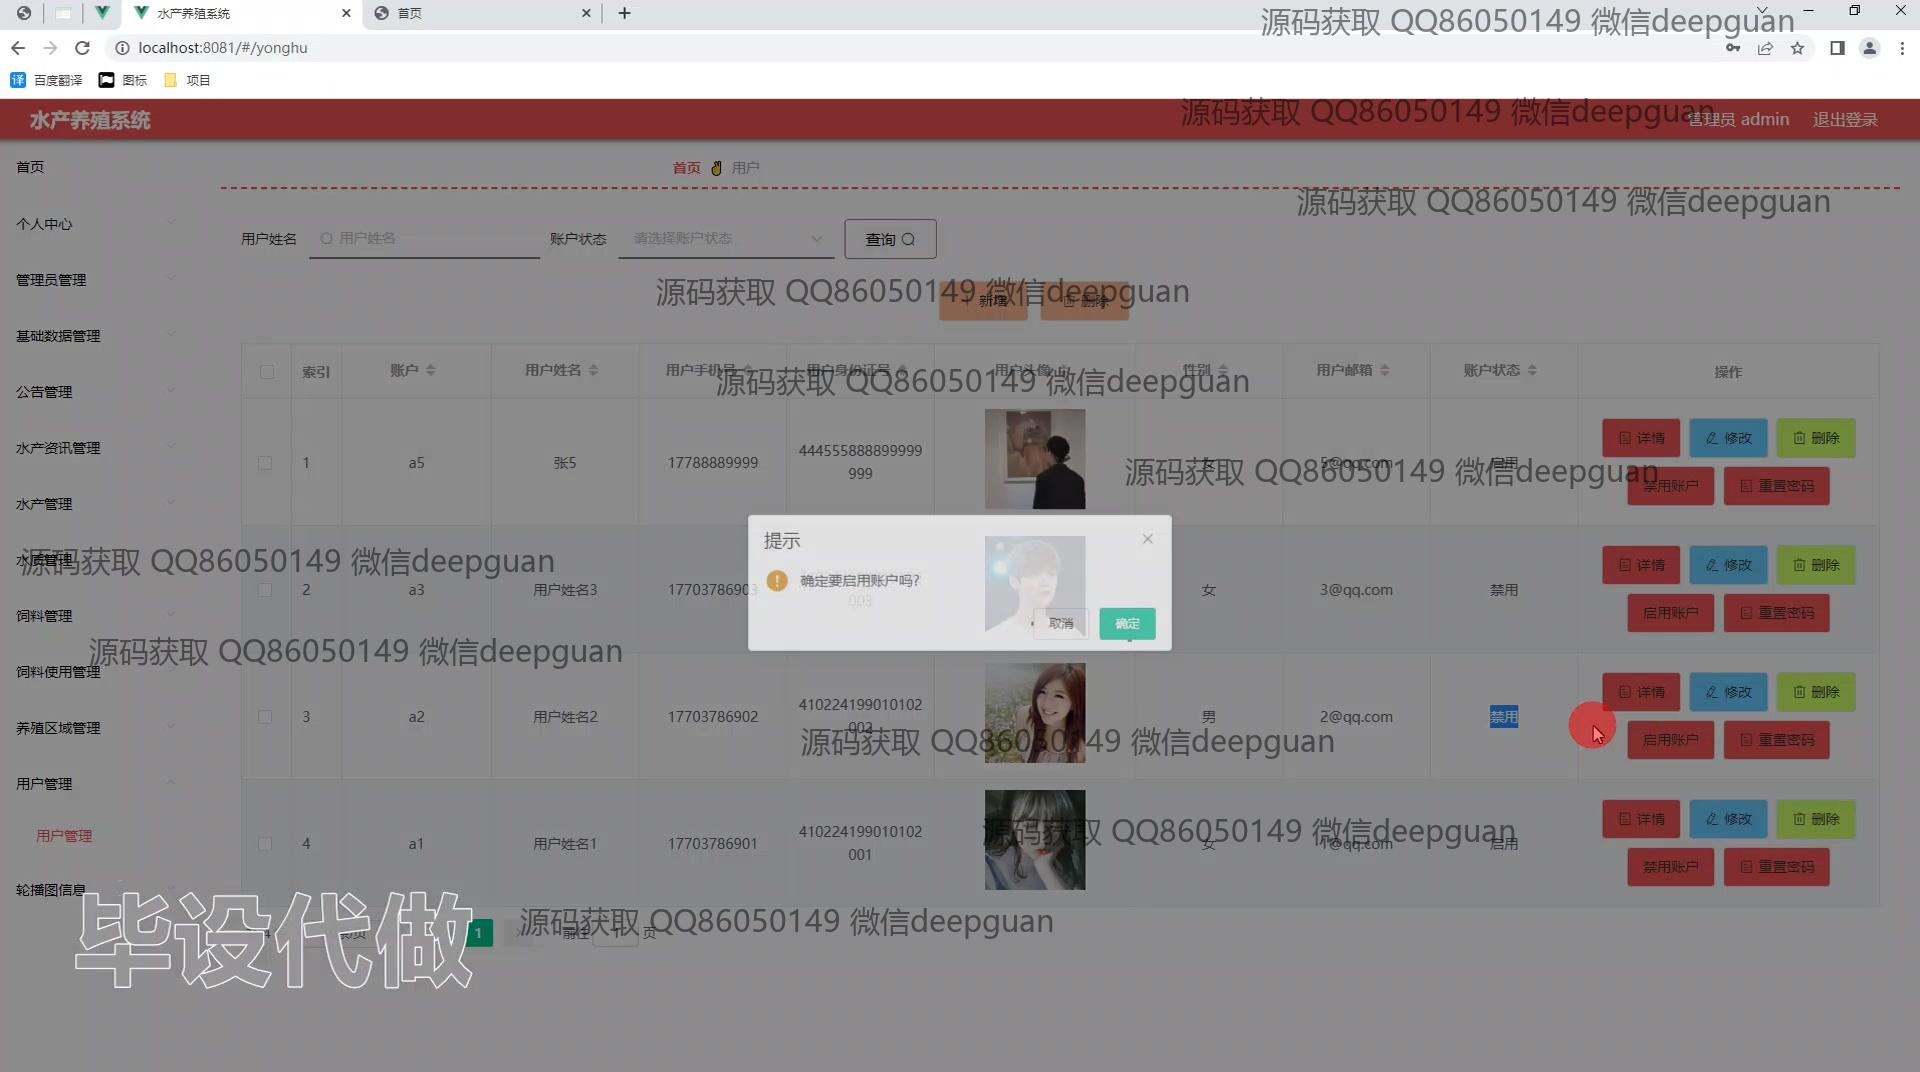 水产养殖系统
首页
源码获取 QQ86050149 微信deepguan
localhost:8081/#/yonghu
百度翻译
图标
项目
水产养殖系统
源码获取 QQ86050149 微信deepguan
管理员 admin
退出登录
首页
首页
用户
源码获取 QQ86050149 微信deepguan
个人中心
用户姓名
用户姓名
账户状态
请选择账户状态
查询
管理员管理
源码获取 QQ86050149 微信deepguan
新增
删除
基础数据管理
索引
账户
用户姓名
用户手机号
用户身份证号
用户头像
性别
用户邮箱
账户状态
操作
源码获取 QQ86050149 微信deepguan
公告管理
水产资讯管理
1
a5
张5
17788889999
444555888899999
999
女
5@qq.com
启用
详情
修改
删除
禁用账户
重置密码
源码获取 QQ86050149 微信deepguan
水产管理
水质管理
源码获取 QQ86050149 微信deepguan
提示
确定要启用账户吗?
003
取消
确定
2
a3
用户姓名3
17703786903
女
3@qq.com
禁用
详情
修改
删除
启用账户
重置密码
饲料管理
源码获取 QQ86050149 微信deepguan
饲料使用管理
3
a2
用户姓名2
17703786902
410224199010102
002
男
2@qq.com
禁用
详情
修改
删除
启用账户
重置密码
源码获取 QQ86050149 微信deepguan
养殖区域管理
用户管理
用户管理
4
a1
用户姓名1
17703786901
410224199010102
001
女
1@qq.com
启用
详情
修改
删除
禁用账户
重置密码
源码获取 QQ86050149 微信deepguan
轮播图信息
毕设代做
1
前往
1
页
源码获取 QQ86050149 微信deepguan